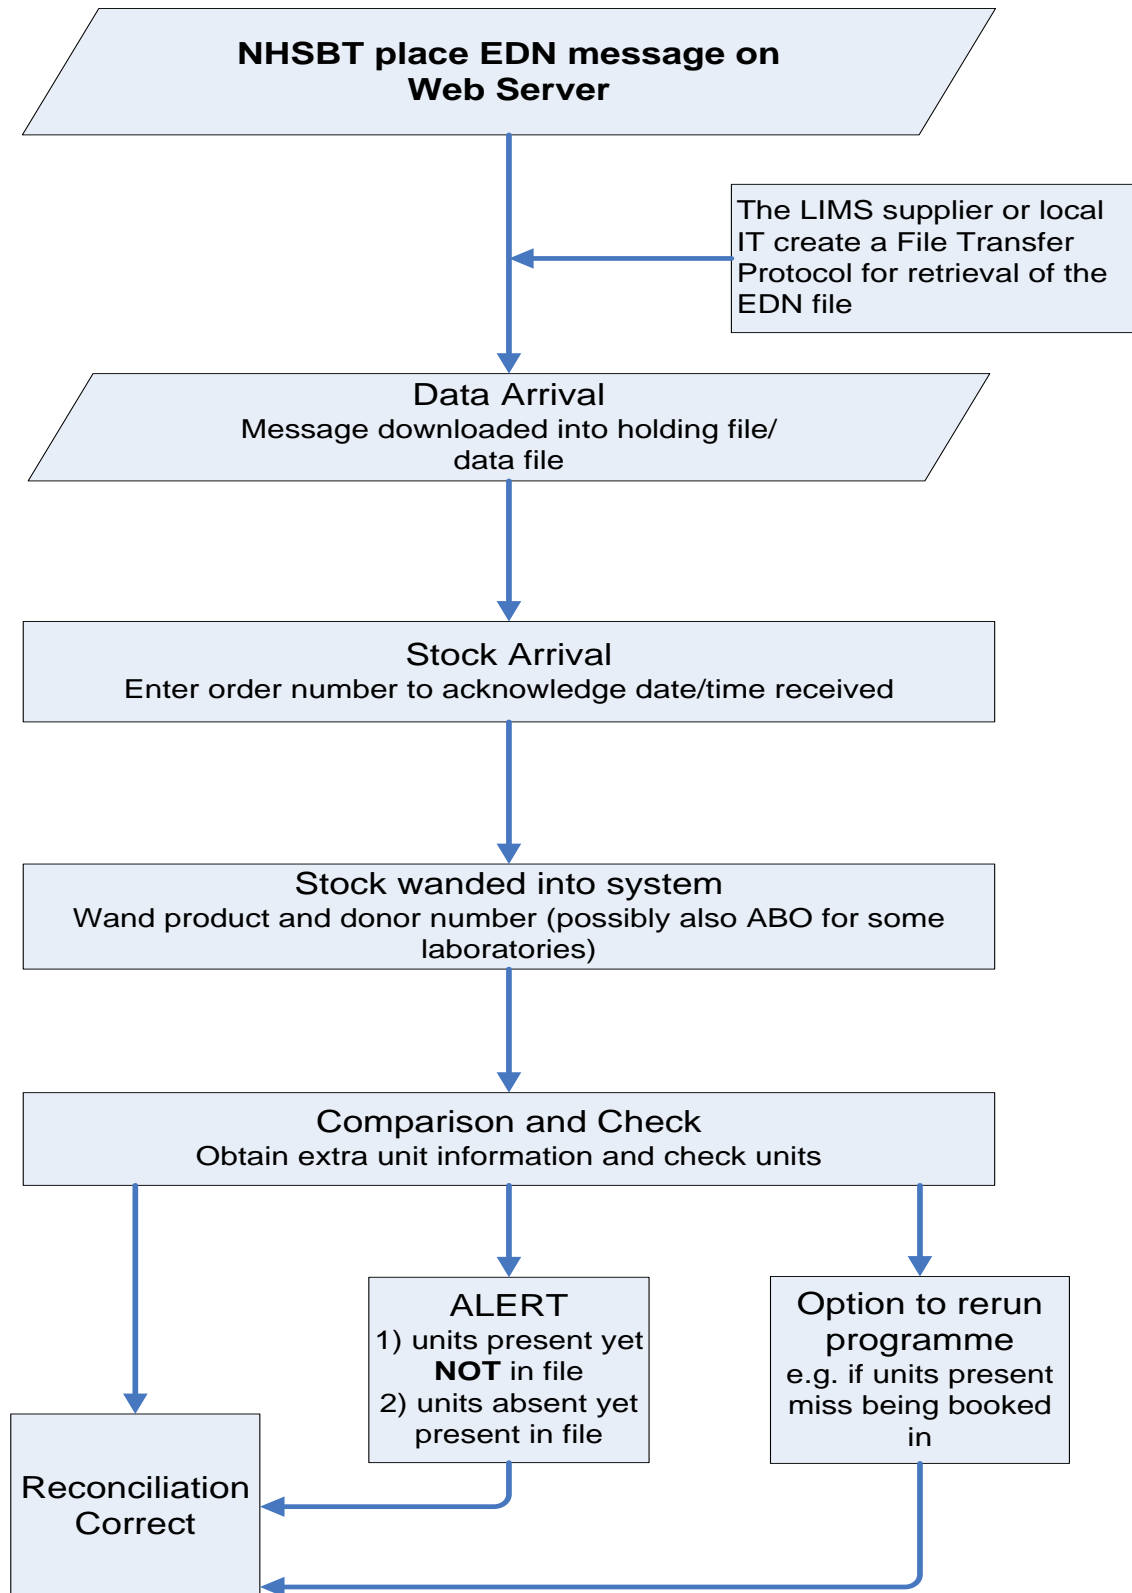 NHSBT place EDN message on
Web Server
The LIMS supplier or local
IT create a File Transfer
Protocol for retrieval of the
EDN file
Data Arrival
Message downloaded into holding file/
data file
Stock Arrival
Enter order number to acknowledge date/time received
Stock wanded into system
Wand product and donor number (possibly also ABO for some
laboratories)
Comparison and Check
Obtain extra unit information and check units
ALERT
1) units present yet
NOT in file
2) units absent yet
present in file
Option to rerun
programme
e.g. if units present
miss being booked
in
Reconciliation
Correct